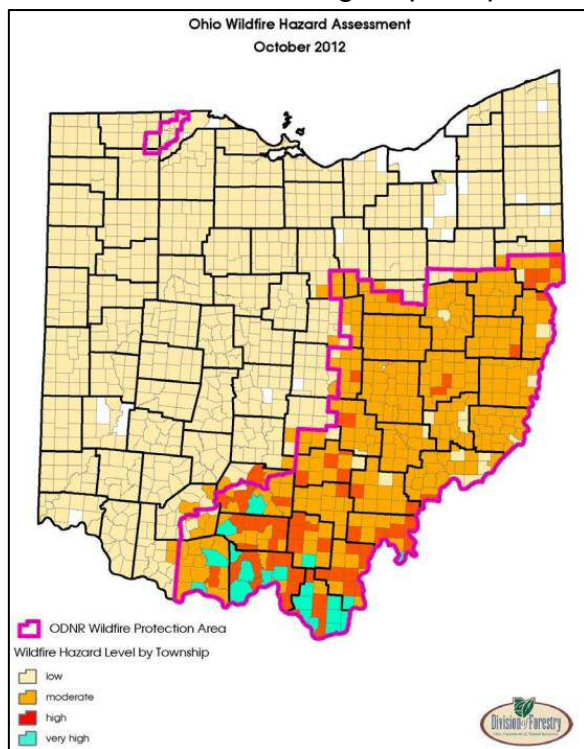 Ohio Wildfire Hazard Assessment
October 2012
ODNR Wildfire Protection Area
Wildfire Hazard Level by Township
low
moderate
high
very high
Division of Forestry